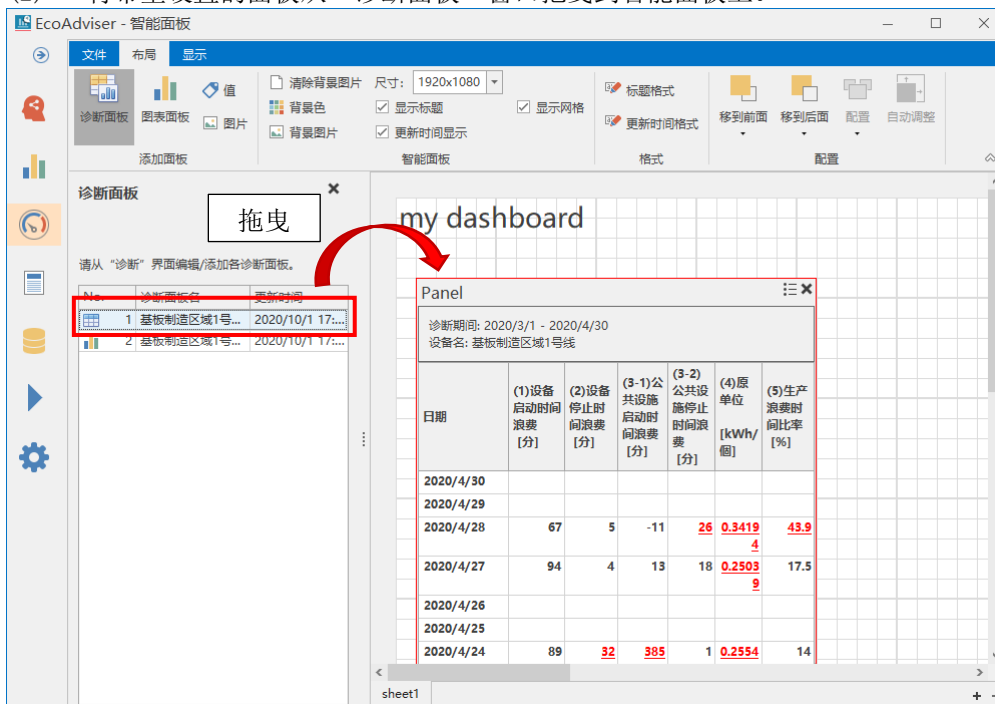 EcoAdviser - 智能面板
文件 布局 显示
诊断面板
图表面板
值
图片
添加面板
清除背景图片
背景色
背景图片
尺寸: 1920x1080
显示标题
显示网格
更新时间显示
智能面板
标题格式
更新时间格式
格式
移到前面
移到后面
配置
自动调整
配置
诊断面板
拖曳
请从“诊断”界面编辑/添加各诊断面板。
No. 诊断面板名 更新时间
1 基板制造区域1号... 2020/10/1 17:...
2 基板制造区域1号... 2020/10/1 17:...
my dashboard
Panel
诊断期间: 2020/3/1 - 2020/4/30
设备名: 基板制造区域1号线
日期
(1)设备
启动时间
浪费
[分]
(2)设备
停止时
间浪费
[分]
(3-1)公
共设施
启动时
间浪费
[分]
(3-2)
公共设
施停止
时间浪
费
[分]
(4)原
单位
[kWh/
個]
(5)生产
浪费时
间比率
[%]
2020/4/30
2020/4/29
2020/4/28 67 5 -11 26 0.3419 43.9
4
2020/4/27 94 4 13 18 0.2503 17.5
9
2020/4/26
2020/4/25
2020/4/24 89 32 385 1 0.2554 14
sheet1